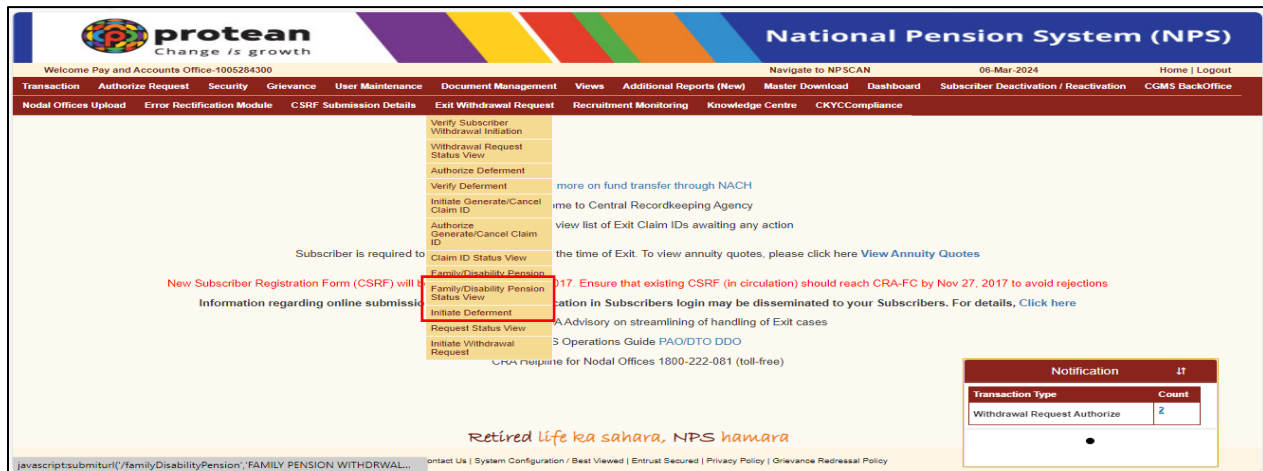 protean
Change is growth
National Pension System (NPS)
Welcome Pay and Accounts Office-1005284300
Navigate to NPSCAN
06-Mar-2024
Home | Logout
Transaction Authorize Request Security Grievance User Maintenance Document Management Views Additional Reports (New) Master Download Dashboard Subscriber Deactivation / Reactivation CGMS BackOffice
Nodal Offices Upload Error Rectification Module CSRF Submission Details Exit Withdrawal Request Recruitment Monitoring Knowledge Centre CKYCCompliance
Verify Subscriber
Withdrawal Initiation
Withdrawal Request
Status View
Authorize Deferment
Verify Deferment
Initiate Generate/Cancel
Claim ID
Authorize
Generate/Cancel Claim
ID
Claim ID Status View
Family/Disability Pension
Family/Disability Pension
Status View
Initiate Deferment
Request Status View
Initiate Withdrawal
Request
more on fund transfer through NACH
me to Central Recordkeeping Agency
view list of Exit Claim IDs awaiting any action
Subscriber is required to the time of Exit. To view annuity quotes, please click here View Annuity Quotes
New Subscriber Registration Form (CSRF) will b 17. Ensure that existing CSRF (in circulation) should reach CRA-FC by Nov 27, 2017 to avoid rejections
Information regarding online submissio cation in Subscribers login may be disseminated to your Subscribers. For details, Click here
A Advisory on streamlining of handling of Exit cases
S Operations Guide PAO/DTO DDO
CRA Helpline for Nodal Offices 1800-222-081 (toll-free)
Notification
Transaction Type Count
Withdrawal Request Authorize 2
Retired life ka sahara, NPS hamara
ontact Us | System Configuration / Best Viewed | Entrust Secured | Privacy Policy | Grievance Redressal Policy
javascript:submiturl('/familyDisabilityPension','FAMILY PENSION WITHDRWAL...